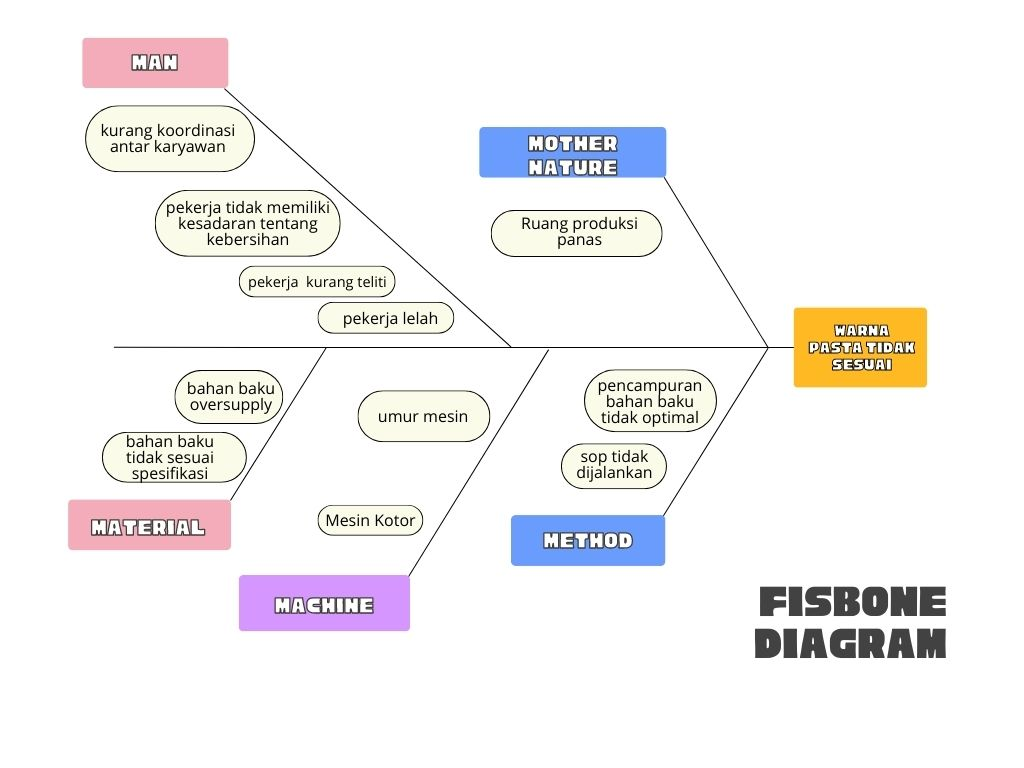 MAN
kurang koordinasi
antar karyawan
pekerja tidak memiliki
kesadaran tentang
kebersihan
pekerja kurang teliti
pekerja lelah
MOTHER
NATURE
Ruang produksi
panas
WARNA
PASTA TIDAK
SESUAI
bahan baku
oversupply
bahan baku
tidak sesuai
spesifikasi
MATERIAL
umur mesin
Mesin Kotor
MACHINE
pencampuran
bahan baku
tidak optimal
sop tidak
dijalankan
METHOD
FISBONE
DIAGRAM